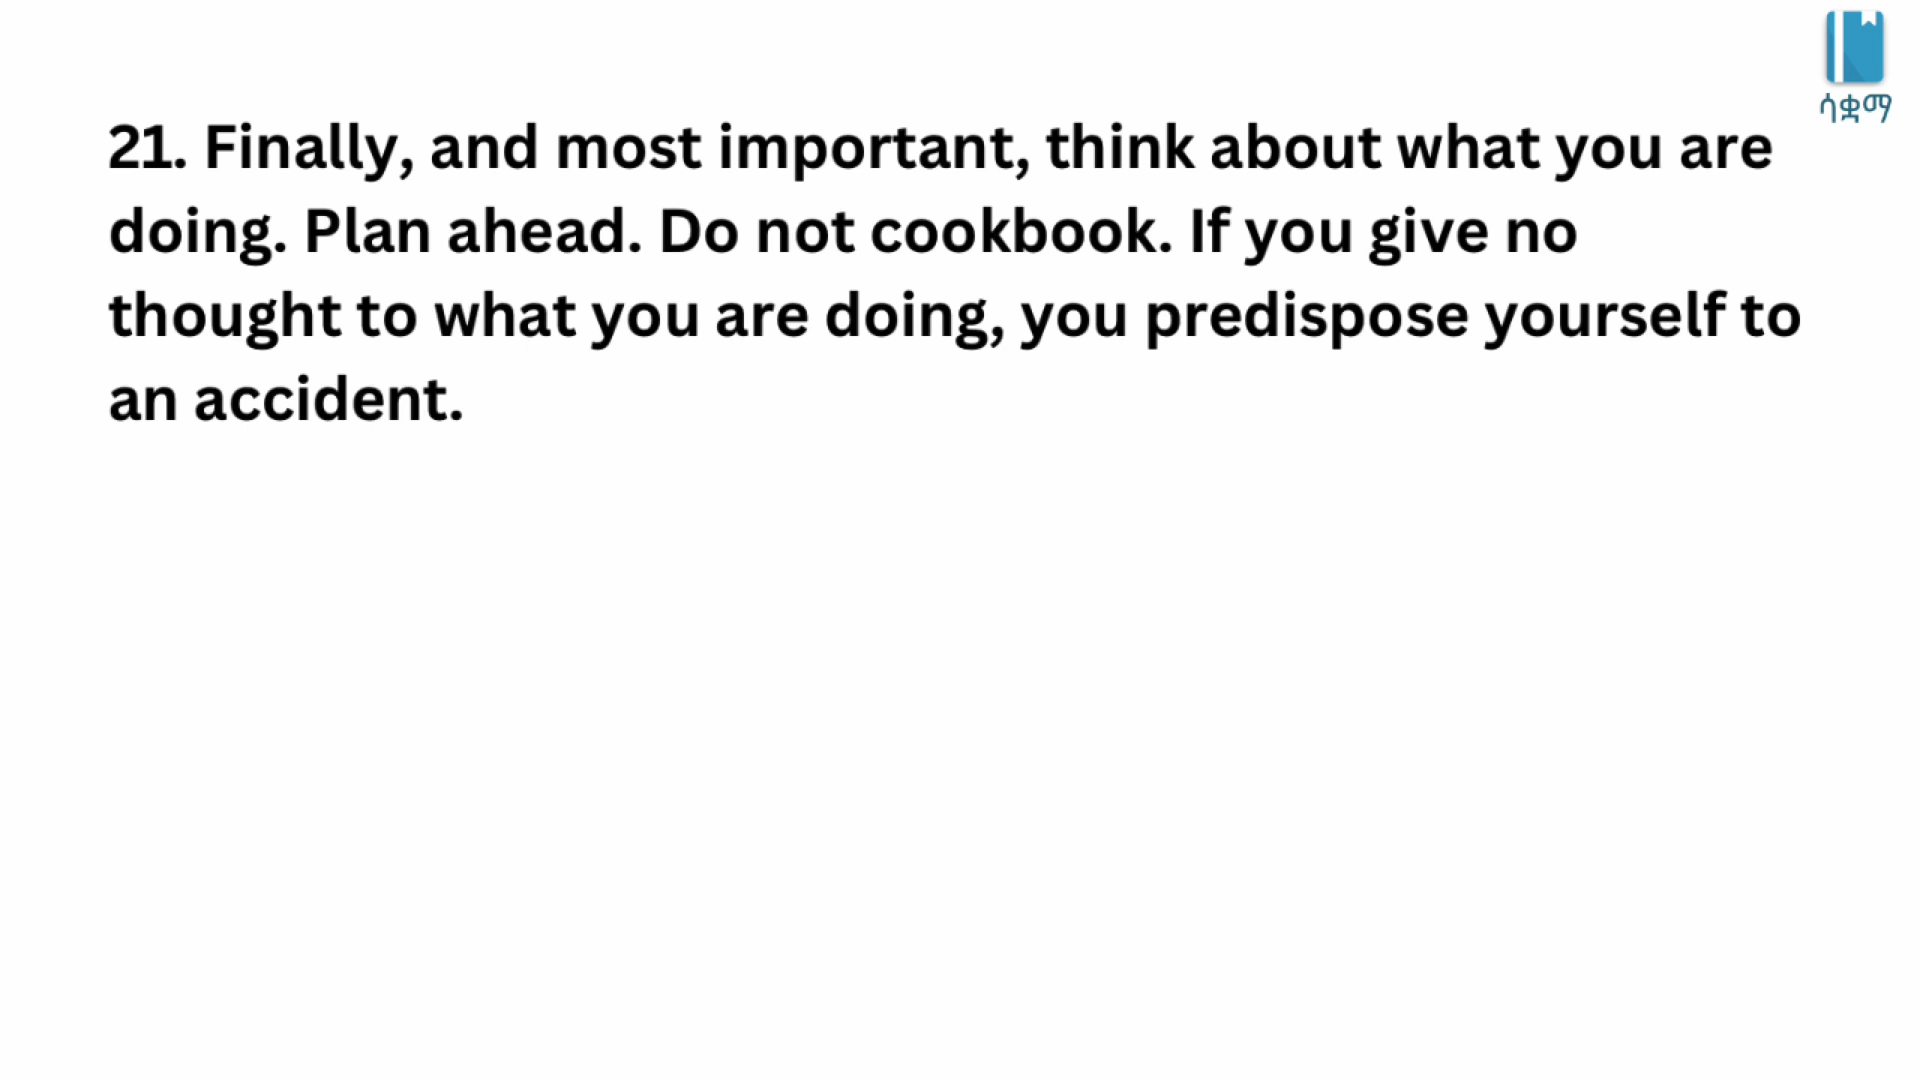 ሳቋማ
21. Finally, and most important, think about what you are
doing. Plan ahead. Do not cookbook. If you give no
thought to what you are doing, you predispose yourself to
an accident.